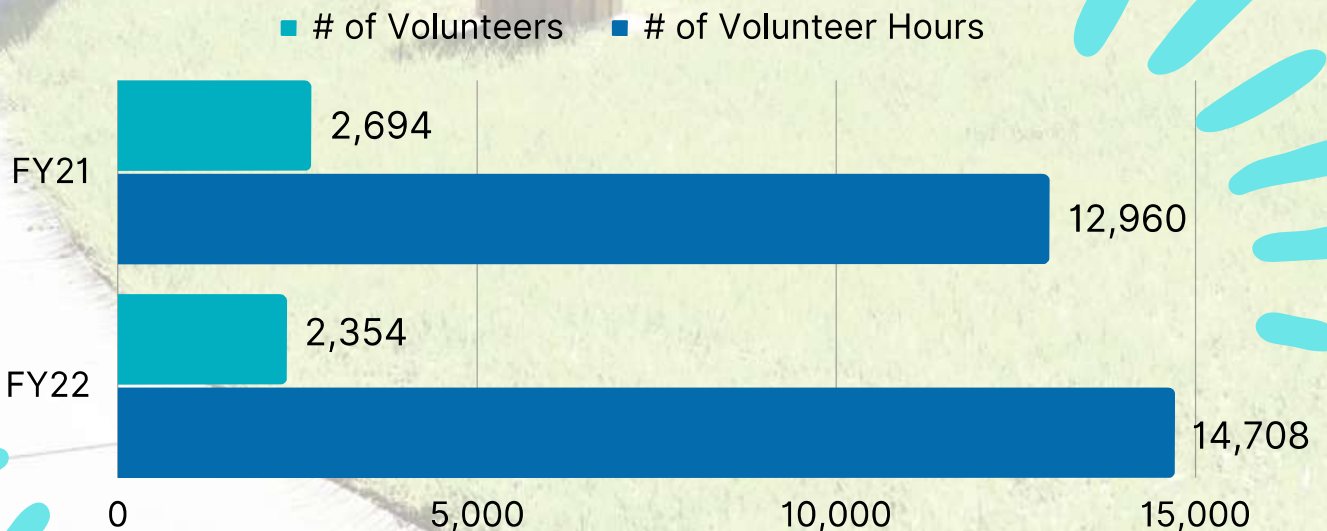 # of Volunteers # of Volunteer Hours
2,694
FY21
12,960
2,354
FY22
14,708
0 5,000 10,000 15,000